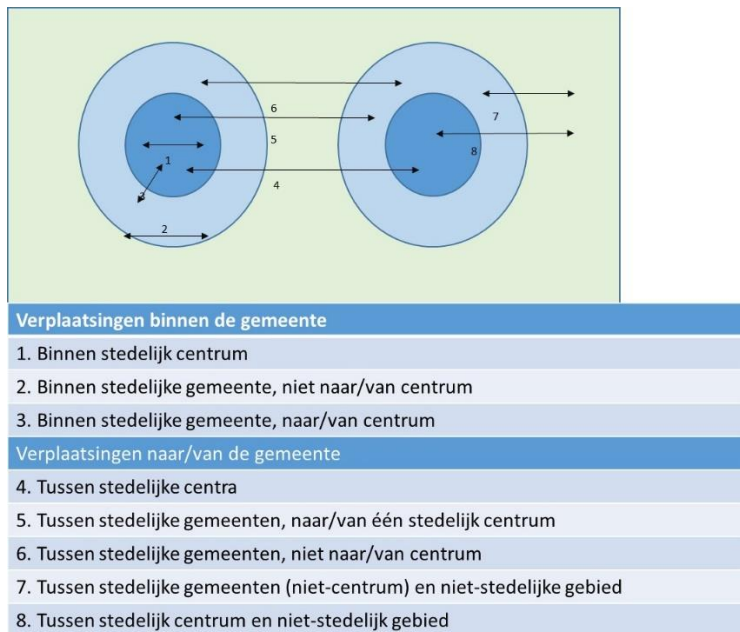 6
7
5
8
1
4
3
2
Verplaatsingen binnen de gemeente
1. Binnen stedelijk centrum
2. Binnen stedelijke gemeente, niet naar/van centrum
3. Binnen stedelijke gemeente, naar/van centrum
Verplaatsingen naar/van de gemeente
4. Tussen stedelijke centra
5. Tussen stedelijke gemeenten, naar/van één stedelijk centrum
6. Tussen stedelijke gemeenten, niet naar/van centrum
7. Tussen stedelijke gemeenten (niet-centrum) en niet-stedelijke gebied
8. Tussen stedelijk centrum en niet-stedelijk gebied